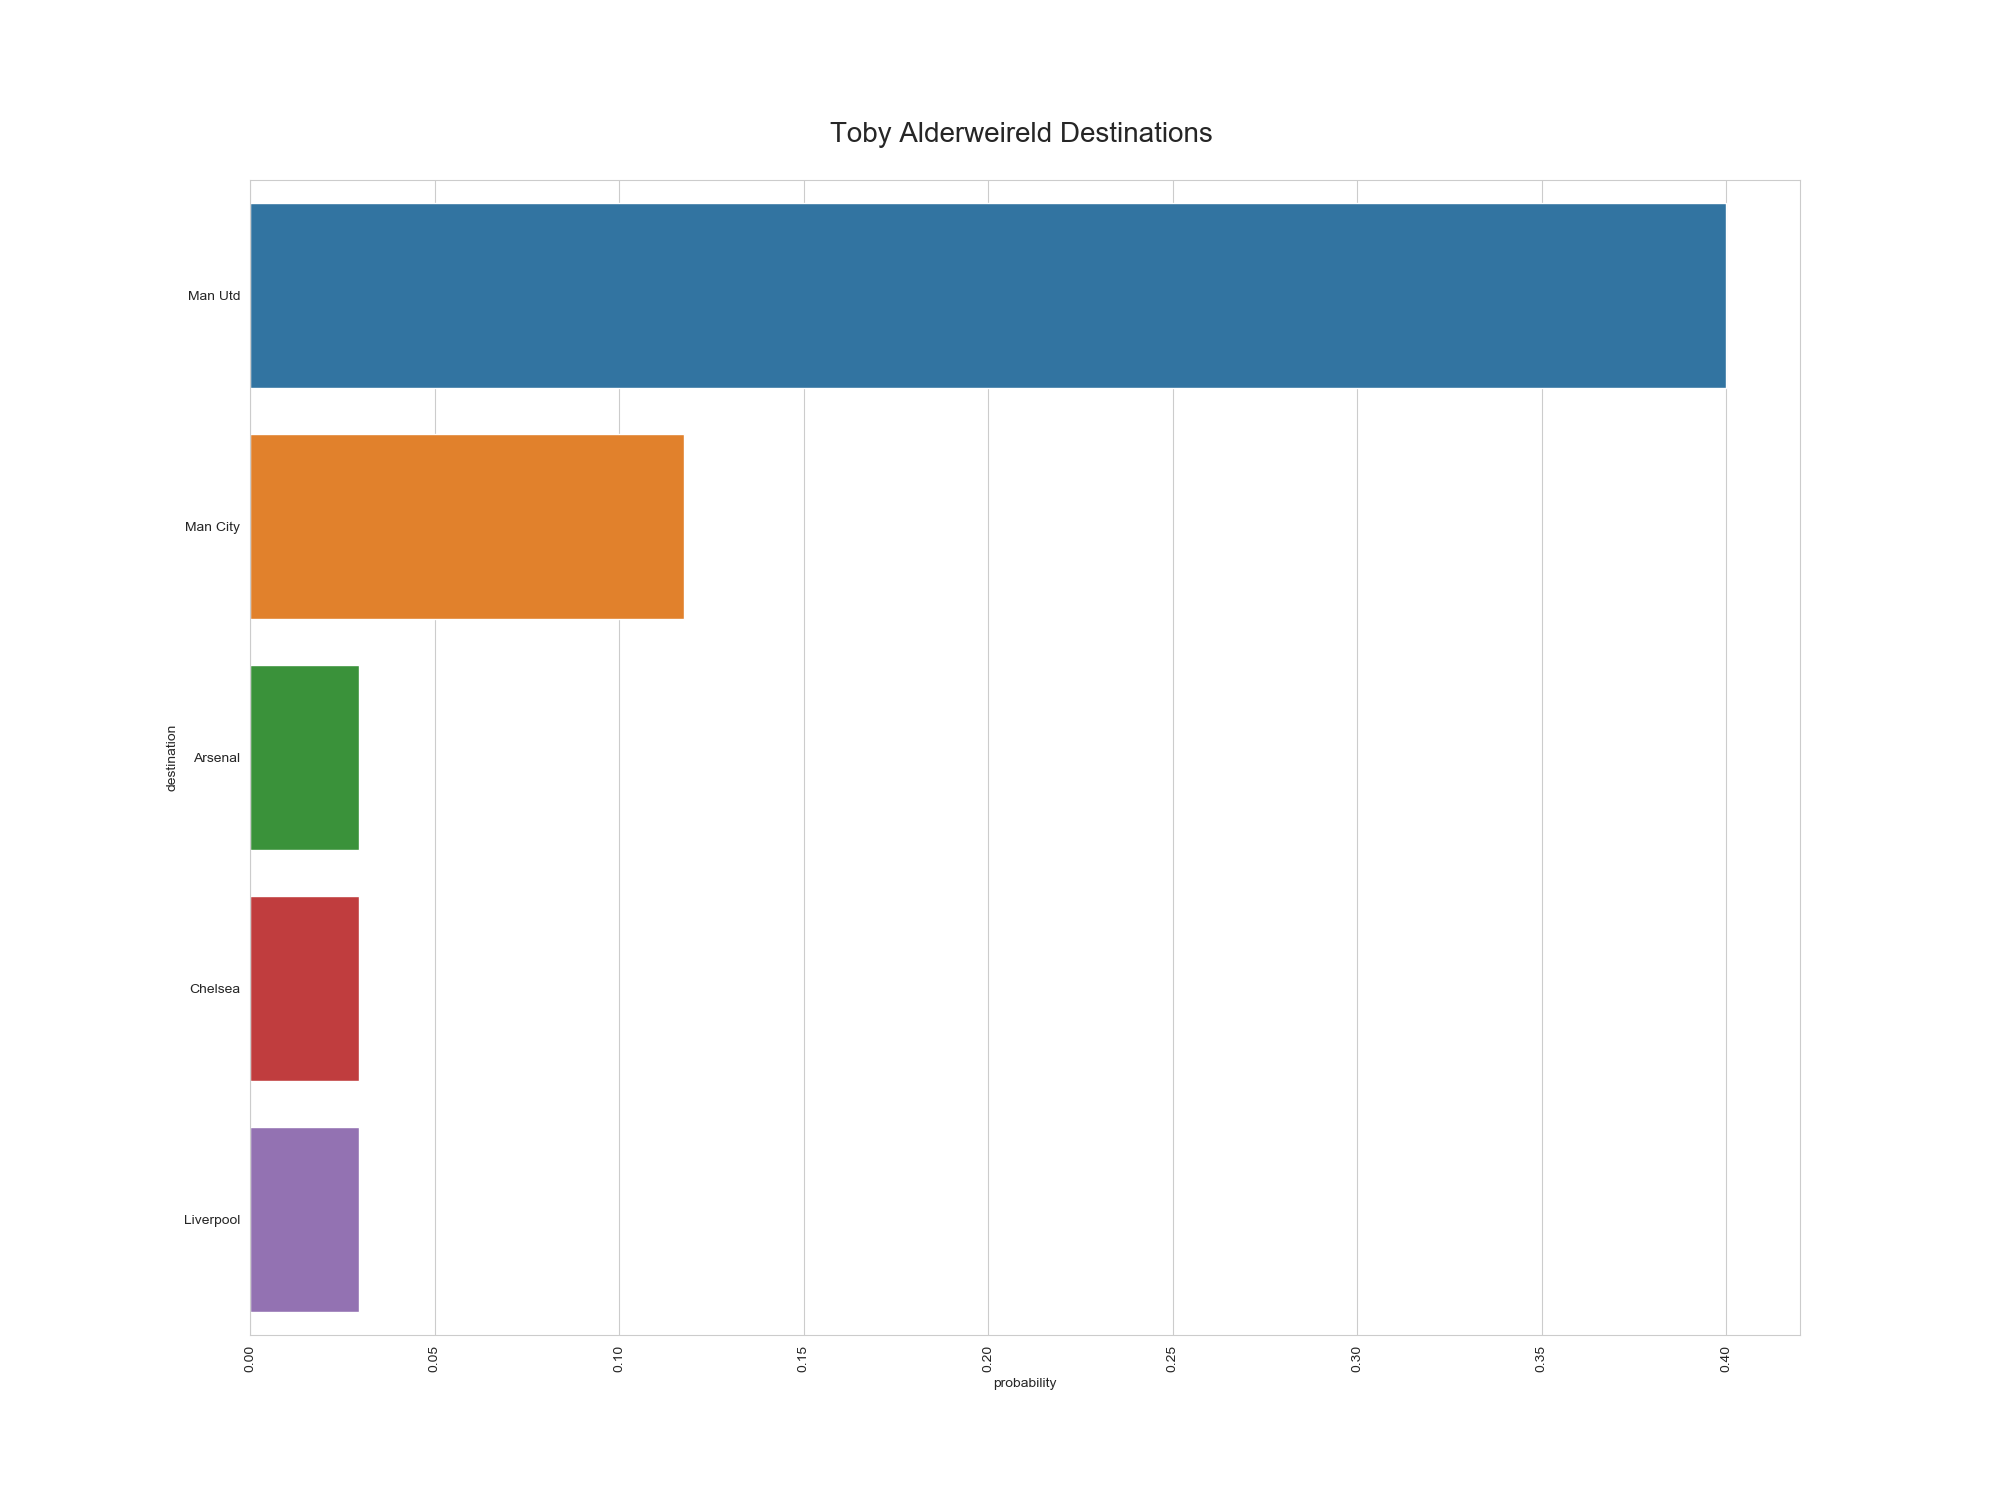 Toby Alderweireld Destinations
Man Utd
Man City
Arsenal
Chelsea
Liverpool
destination
0.00
0.05
0.10
0.15
0.20
0.25
0.30
0.35
0.40
probability